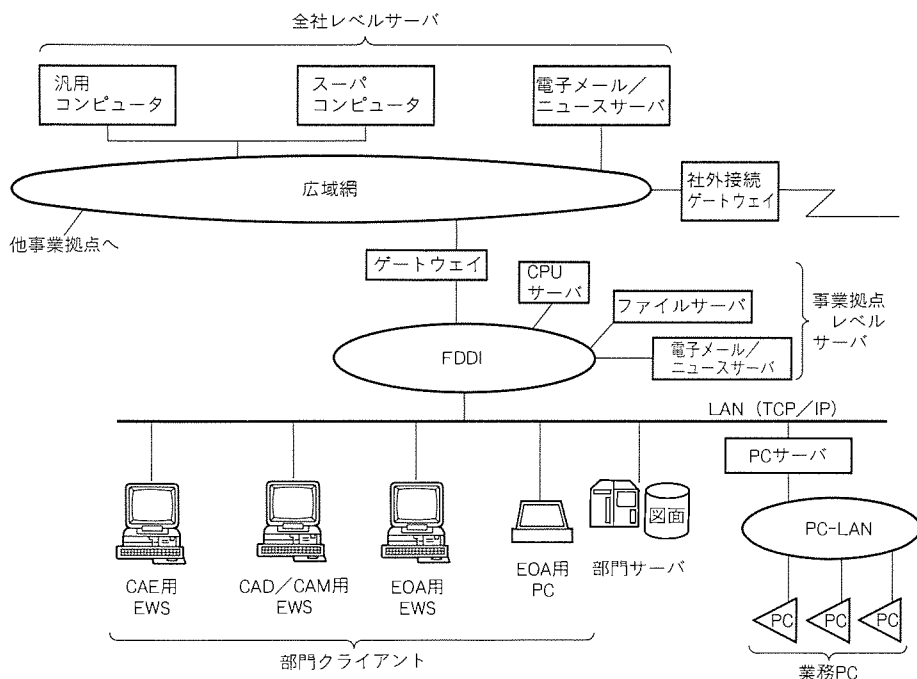 全社レベルサーバ
汎用
コンピュータ
スーパ
コンピュータ
電子メール/
ニュースサーバ
広域網
社外接続
ゲートウェイ
他事業拠点へ
ゲートウェイ
CPU
サーバ
ファイルサーバ
電子メール/
ニュースサーバ
事業拠点
レベル
サーバ
FDDI
LAN(TCP/IP)
PCサーバ
図面
PC-LAN
CAE用
EWS
CAD/CAM用
EWS
EOA用
EWS
EOA用
PC
部門サーバ
PC
PC
PC
部門クライアント
業務PC